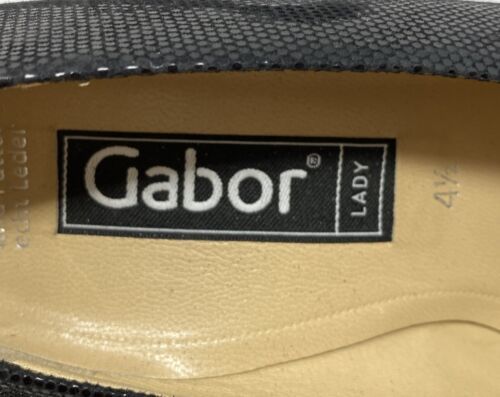 echt Leder
Gabor®
LADY
4½